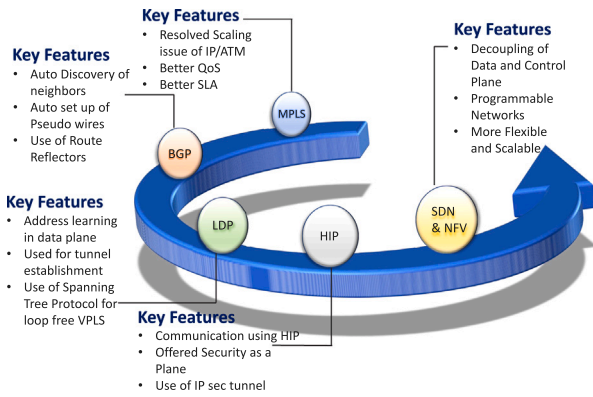 Key Features
• Resolved Scaling
issue of IP/ATM
• Better QoS
• Better SLA
Key Features
• Decoupling of
Data and Control
Plane
• Programmable
Networks
• More Flexible
and Scalable
Key Features
• Auto Discovery of
neighbors
• Auto set up of
Pseudo wires
• Use of Route
Reflectors
MPLS
BGP
LDP
HIP
SDN
& NFV
Key Features
• Address learning
in data plane
• Used for tunnel
establishment
• Use of Spanning
Tree Protocol for
loop free VPLS
Key Features
• Communication using HIP
• Offered Security as a
Plane
• Use of IP sec tunnel